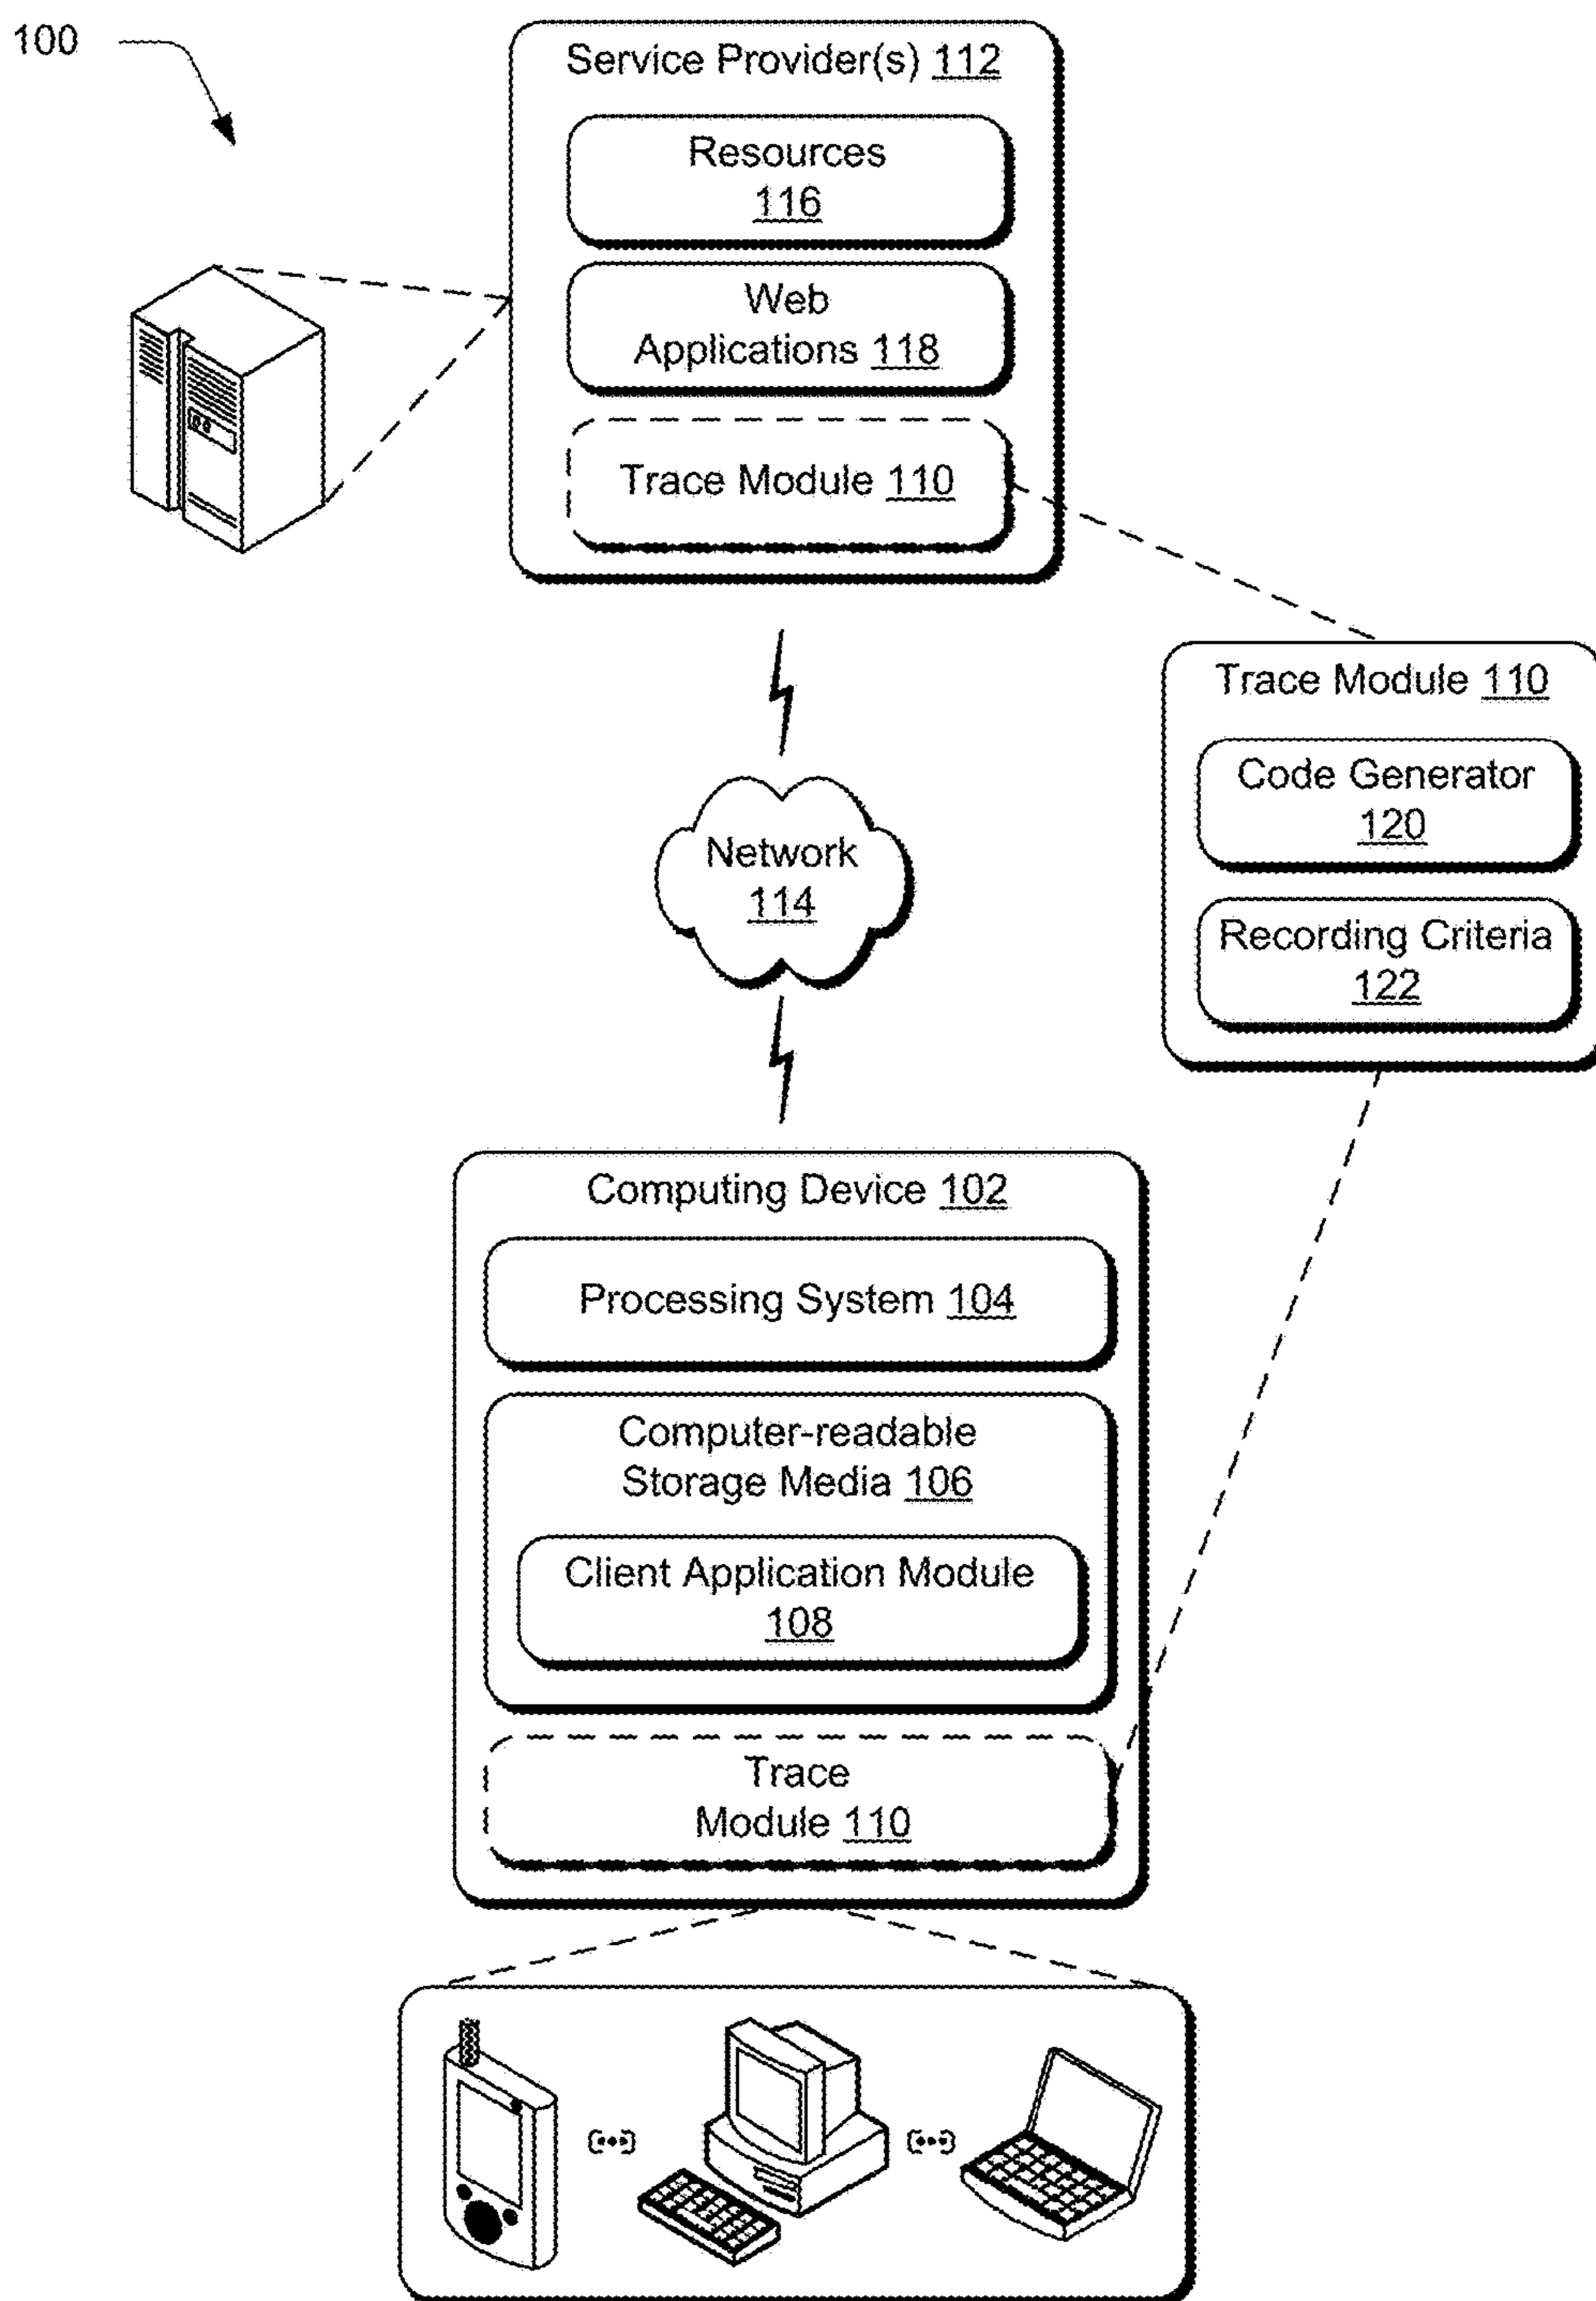 100
Service Provider(s) 112
Resources
116
Web
Applications 118
Trace Module 110
Trace Module 110
Code Generator
120
Recording Criteria
122
Network
114
Computing Device 102
Processing System 104
Computer-readable
Storage Media 106
Client Application Module
108
Trace
Module 110